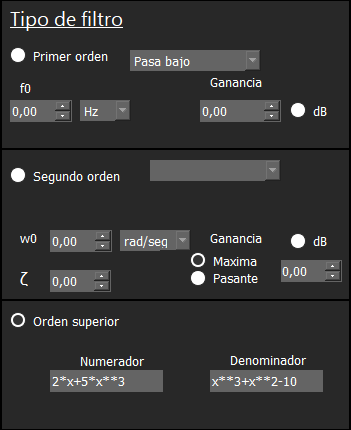 Tipo de filtro
Primer orden Pasa bajo
f0 Ganancia
0,00 Hz 0,00 dB
Segundo orden
w0 0,00 rad/seg Ganancia dB
Maxima
ζ 0,00 Pasante 0,00
Orden superior
Numerador Denominador
2*x+5*x**3 x**3+x**2-10